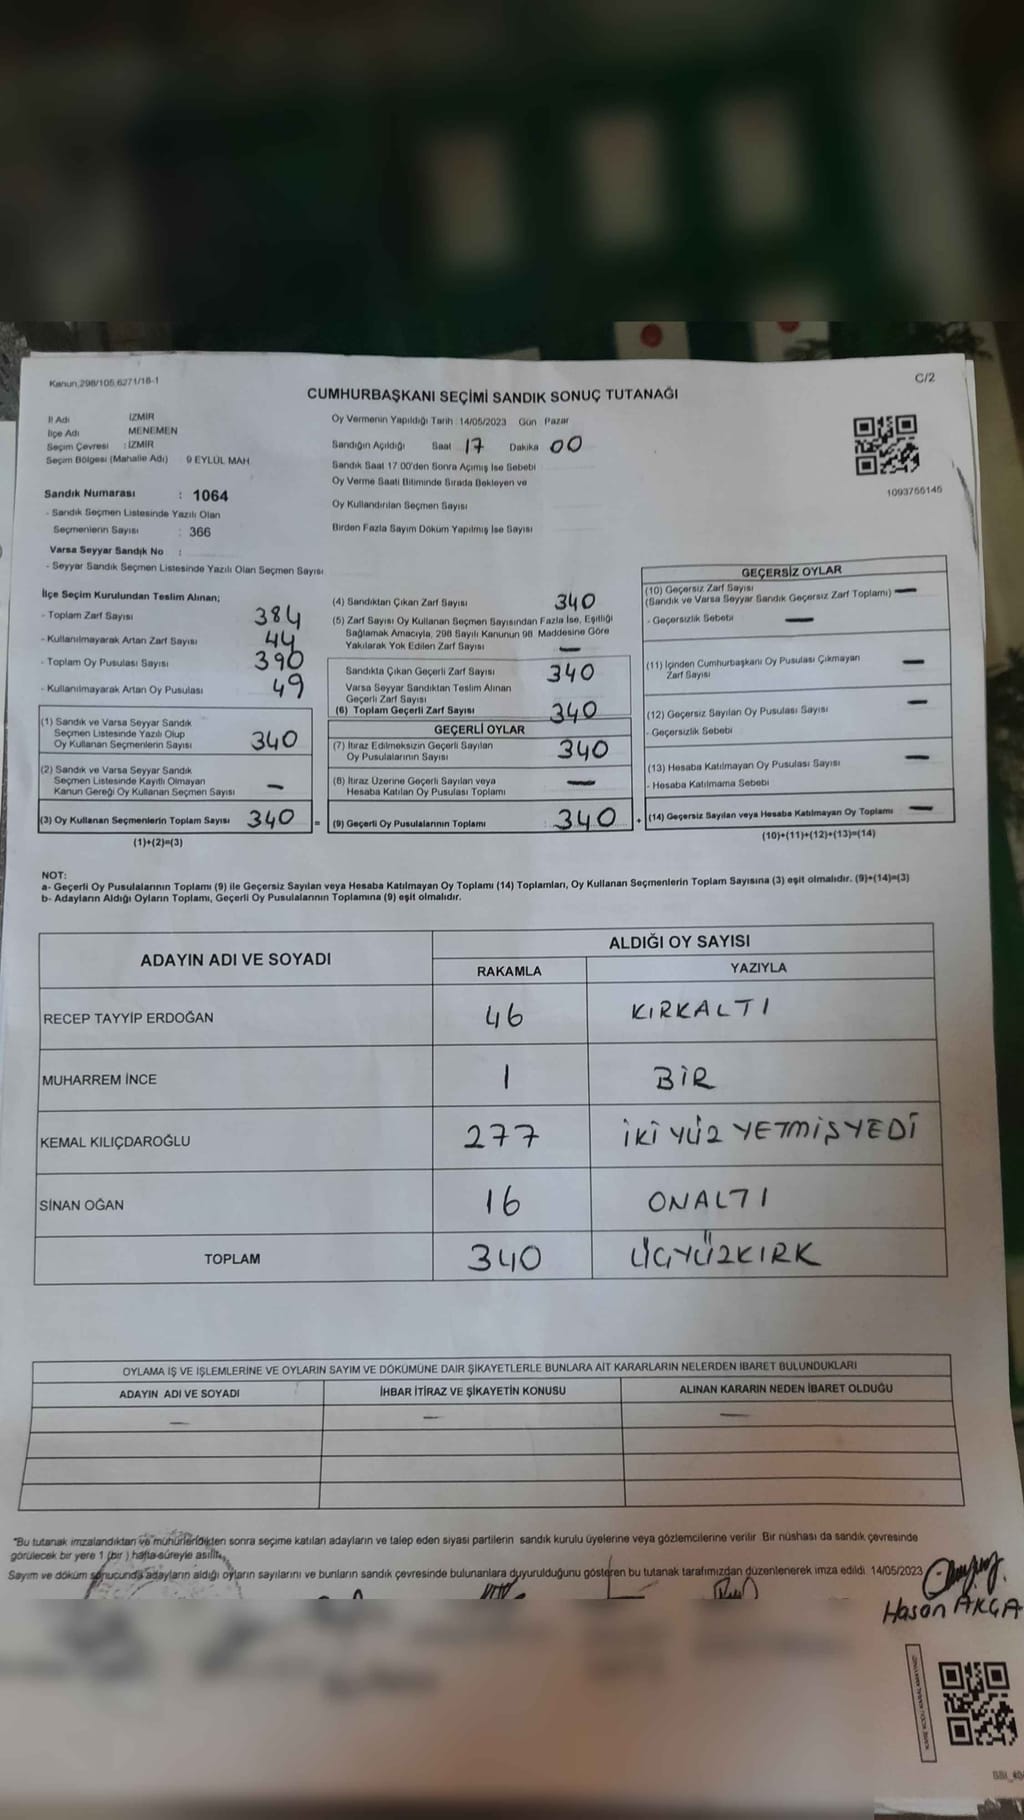 Kanun,298/105,6271/18-1
C/2
CUMHURBAŞKANI SEÇİMİ SANDIK SONUÇ TUTANAĞI
İl Adı İZMİR
İlçe Adı MENEMEN
Seçim Çevresi : İZMİR
Seçim Bölgesi (Mahalle Adı) 9 EYLÜL MAH.
Sandık Numarası : 1064
- Sandık Seçmen Listesinde Yazılı Olan
Seçmenlerin Sayısı : 366
Varsa Seyyar Sandık No :
- Seyyar Sandık Seçmen Listesinde Yazılı Olan Seçmen Sayısı
Oy Vermenin Yapıldığı Tarih : 14/05/2023 Gün Pazar
Sandığın Açıldığı Saat 17 Dakika 00
Sandık Saat 17 00'den Sonra Açımış İse Sebebi
Oy Verme Saati Bitiminde Sırada Bekleyen ve
Oy Kullandırılan Seçmen Sayısı
Birden Fazla Sayım Döküm Yapılmış İse Sayısı
1093755145
İlçe Seçim Kurulundan Teslim Alınan;
- Toplam Zarf Sayısı 384
- Kullanılmayarak Artan Zarf Sayısı 44
- Toplam Oy Pusulası Sayısı 390
- Kullanılmayarak Artan Oy Pusulası 49
(1) Sandık ve Varsa Seyyar Sandık
Seçmen Listesinde Yazılı Olup
Oy Kullanan Seçmenlerin Sayısı 340
(2) Sandık ve Varsa Seyyar Sandık
Seçmen Listesinde Kayıtlı Olmayan
Kanun Gereği Oy Kullanan Seçmen Sayısı –
(3) Oy Kullanan Seçmenlerin Toplam Sayısı 340 =
(1)+(2)=(3)
(4) Sandıktan Çıkan Zarf Sayısı 340
(5) Zarf Sayısı Oy Kullanan Seçmen Sayısından Fazla İse, Eşitliği
Sağlamak Amacıyla, 298 Sayılı Kanunun 98 Maddesine Göre
Yakılarak Yok Edilen Zarf Sayısı –
Sandıkta Çıkan Geçerli Zarf Sayısı 340
Varsa Seyyar Sandıktan Teslim Alınan
Geçerli Zarf Sayısı
(6) Toplam Geçerli Zarf Sayısı 340
GEÇERLİ OYLAR
(7) İtiraz Edilmeksizin Geçerli Sayılan
Oy Pusulalarının Sayısı 340
(8) İtiraz Üzerine Geçerli Sayılan veya
Hesaba Katılan Oy Pusulası Toplamı –
(9) Geçerli Oy Pusulalarının Toplamı : 340 +
GEÇERSİZ OYLAR
(10) Geçersiz Zarf Sayısı
(Sandık ve Varsa Seyyar Sandık Geçersiz Zarf Toplamı) –
- Geçersizlik Sebebi –
(11) İçinden Cumhurbaşkanı Oy Pusulası Çıkmayan
Zarf Sayısı –
(12) Geçersiz Sayılan Oy Pusulası Sayısı –
- Geçersizlik Sebebi
(13) Hesaba Katılmayan Oy Pusulası Sayısı –
- Hesaba Katılmama Sebebi
(14) Geçersiz Sayılan veya Hesaba Katılmayan Oy Toplamı –
(10)+(11)+(12)+(13)=(14)
NOT:
a- Geçerli Oy Pusulalarının Toplamı (9) ile Geçersiz Sayılan veya Hesaba Katılmayan Oy Toplamı (14) Toplamları, Oy Kullanan Seçmenlerin Toplam Sayısına (3) eşit olmalıdır. (9)+(14)=(3)
b- Adayların Aldığı Oyların Toplamı, Geçerli Oy Pusulalarının Toplamına (9) eşit olmalıdır.
ADAYIN ADI VE SOYADI
ALDIĞI OY SAYISI
RAKAMLA YAZIYLA
RECEP TAYYİP ERDOĞAN 46 KIRKALTI
MUHARREM İNCE 1 BİR
KEMAL KILIÇDAROĞLU 277 İKİ YÜZ YETMİŞYEDİ
SİNAN OĞAN 16 ONALTI
TOPLAM 340 ÜÇYÜZKIRK
OYLAMA İŞ VE İŞLEMLERİNE VE OYLARIN SAYIM VE DÖKÜMÜNE DAİR ŞİKAYETLERLE BUNLARA AİT KARARLARIN NELERDEN İBARET BULUNDUKLARI
ADAYIN ADI VE SOYADI İHBAR İTİRAZ VE ŞİKAYETİN KONUSU ALINAN KARARIN NEDEN İBARET OLDUĞU
– – –
*Bu tutanak imzalandıktan ve mühürlendikten sonra seçime katılan adayların ve talep eden siyasi partilerin sandık kurulu üyelerine veya gözlemcilerine verilir Bir nüshası da sandık çevresinde
görülecek bir yere 1 (bir ) hafta süreyle asılır.
Sayım ve döküm sonucunda adayların aldığı oyların sayılarını ve bunların sandık çevresinde bulunanlara duyurulduğunu gösteren bu tutanak tarafımızdan düzenlenerek imza edildi. 14/05/2023
Hasan AKÇA